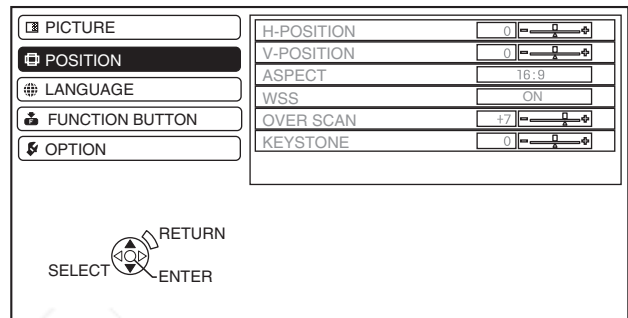 PICTURE
POSITION
LANGUAGE
FUNCTION BUTTON
OPTION
H-POSITION 0
V-POSITION 0
ASPECT 16:9
WSS ON
OVER SCAN +7
KEYSTONE 0
RETURN
SELECT
ENTER